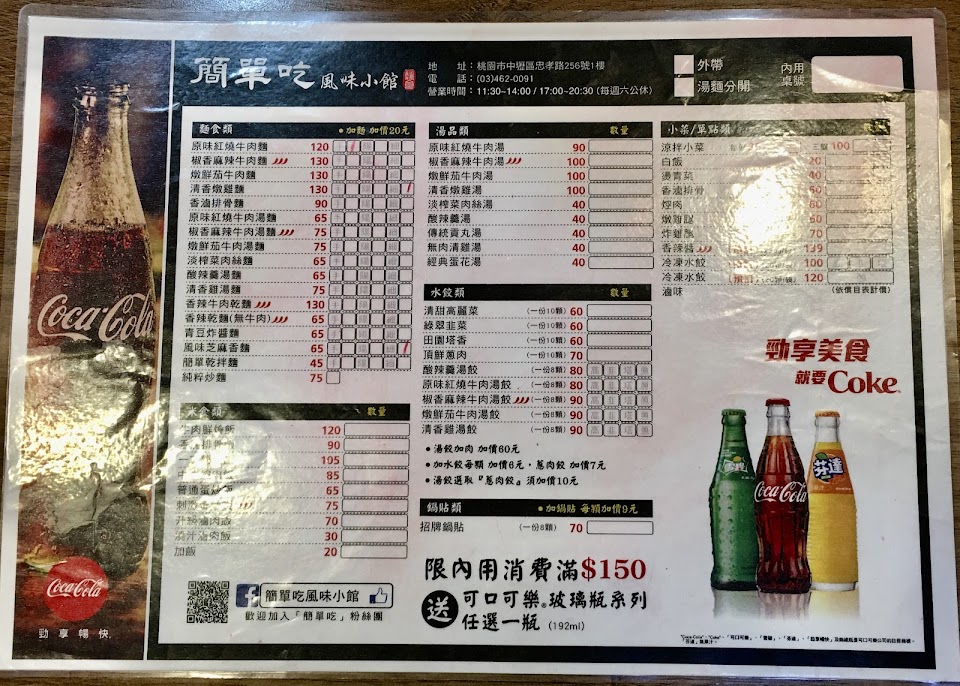 簡單吃 風味小館
地 址：桃園市中壢區忠孝路256號1樓
電 話：(03)462-0091
營業時間：11:30~14:00 / 17:00~20:30 (每週六公休)
外帶
湯麵分開
內用桌號
麵食類 ●加麵 加價20元
原味紅燒牛肉麵 120
椒香麻辣牛肉麵 130
燉鮮茄牛肉麵 130
清香燉雞麵 130
香滷排骨麵 90
原味紅燒牛肉湯麵 65
椒香麻辣牛肉湯麵 75
燉鮮茄牛肉湯麵 75
淡榨菜肉絲麵 65
酸辣羹湯麵 65
清香雞湯麵 75
香辣牛肉乾麵 130
香辣乾麵(無牛肉) 65
青豆炸醬麵 65
風味芝麻香麵 65
簡單乾拌麵 45
純粹炒麵 75
米食類 數量
牛肉鮮燴飯 120
90
105
85
普通蛋炒飯 65
75
滷肉飯 70
滷肉飯 30
加飯 20
湯品類 數量
原味紅燒牛肉湯 90
椒香麻辣牛肉湯 100
燉鮮茄牛肉湯 100
清香燉雞湯 100
淡榨菜肉絲湯 40
酸辣羹湯 40
傳統貢丸湯 40
無肉清雞湯 40
經典蛋花湯 40
水餃類 數量
清甜高麗菜 (一份10顆) 60
綠翠韭菜 (一份10顆) 60
田園塔香 (一份10顆) 60
頂鮮蔥肉 (一份10顆) 70
酸辣羹湯餃 (一份8顆) 80
原味紅燒牛肉湯餃 (一份8顆) 80
椒香麻辣牛肉湯餃 (一份8顆) 90
燉鮮茄牛肉湯餃 (一份8顆) 90
清香雞湯餃 (一份8顆) 90
●湯餃加肉 加價60元
●加水餃每顆 加價6元，蔥肉餃 加價7元
●湯餃選取『蔥肉餃』須加價10元
鍋貼類 ●加鍋貼 每顆加價9元
招牌鍋貼 (一份8顆) 70
小菜/單點類 數量
涼拌小菜 三盤 100
白飯 20
燙青菜 40
香滷排骨 60
焢肉 80
燉雞腿 60
炸雞腿 70
香辣醬 139
冷凍水餃 100
冷凍水餃 120
滷味 (依價目表計價)
勁享美食
就要Coke
雪碧
Coca-Cola
芬達
限內用消費滿$150
送 可口可樂®玻璃瓶系列
任選一瓶 (192ml)
f 簡單吃風味小館
歡迎加入「簡單吃」粉絲團
Coca-Cola
Coca-Cola
勁享暢快